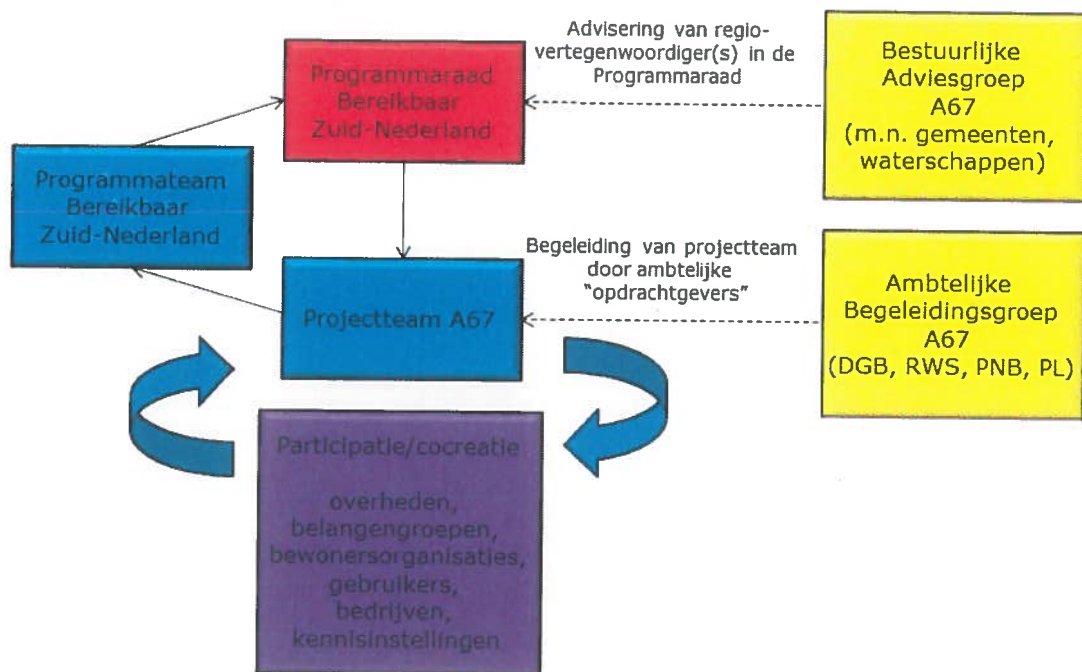 Advisering van regio-
vertegenwoordiger(s) in de
Programmaraad
Programmaraad
Bereikbaar
Zuid-Nederland
Bestuurlijke
Adviesgroep
A67
(m.n. gemeenten,
waterschappen)
Programmateam
Bereikbaar
Zuid-Nederland
Begeleiding van projectteam
door ambtelijke
"opdrachtgevers"
Projectteam A67
Ambtelijke
Begeleidingsgroep
A67
(DGB, RWS, PNB, PL)
Participatie/cocreatie
overheden,
belangengroepen,
bewonersorganisaties,
gebruikers,
bedrijven,
kennisinstellingen